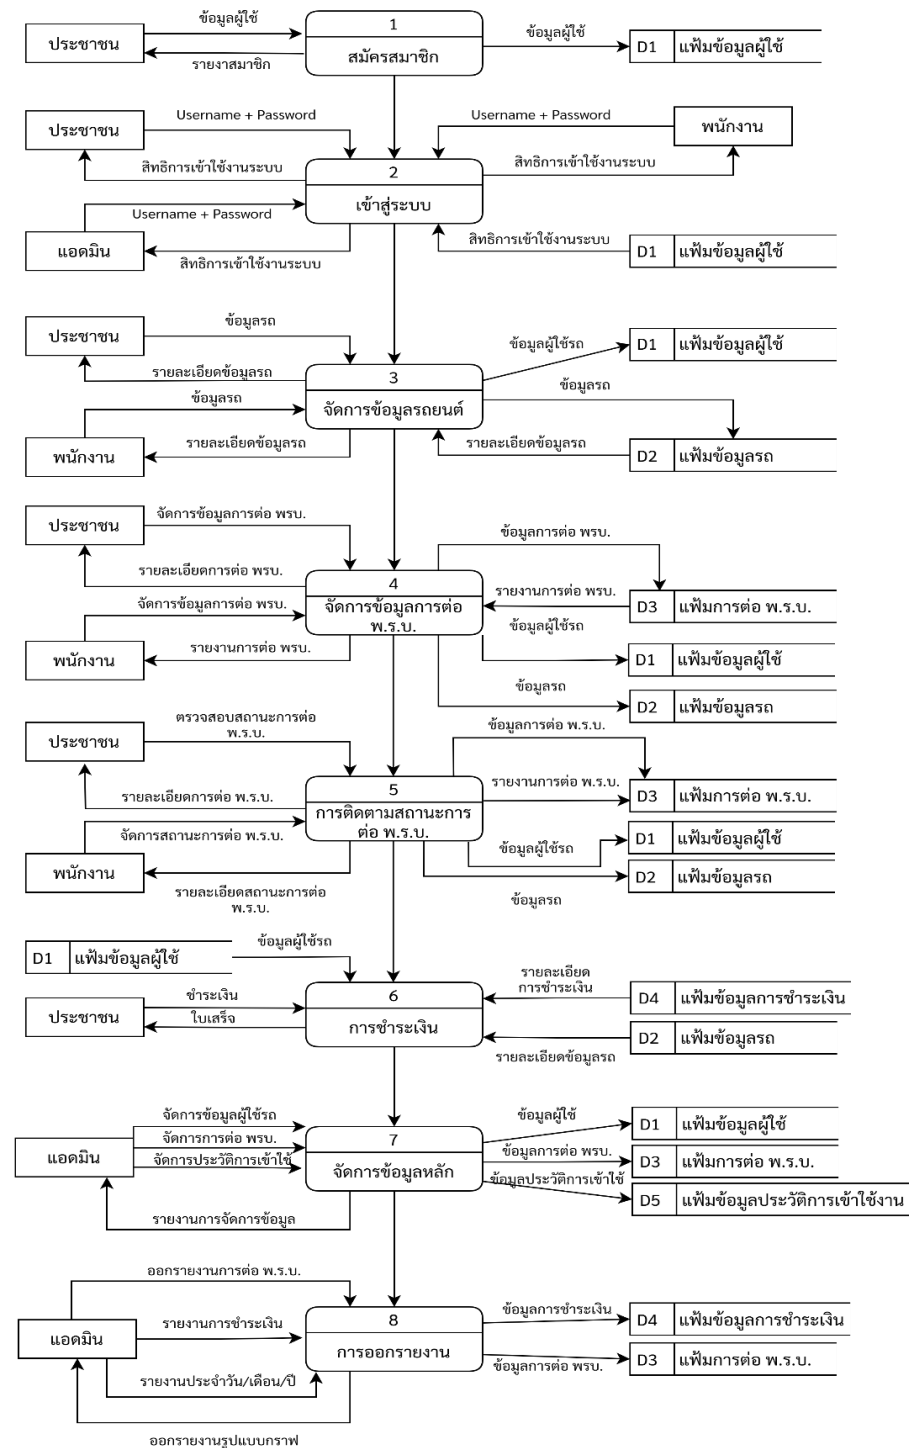 ข้อมูลผู้ใช้
1
ข้อมูลผู้ใช้
ประชาชน
สมัครสมาชิก
D1 แฟ้มข้อมูลผู้ใช้
รายงาสมาชิก
Username + Password
Username + Password
ประชาชน
พนักงาน
สิทธิการเข้าใช้งานระบบ
2
สิทธิการเข้าใช้งานระบบ
เข้าสู่ระบบ
Username + Password
แอดมิน
สิทธิการเข้าใช้งานระบบ
D1 แฟ้มข้อมูลผู้ใช้
สิทธิการเข้าใช้งานระบบ
ข้อมูลรถ
ประชาชน
ข้อมูลผู้ใช้รถ
D1 แฟ้มข้อมูลผู้ใช้
รายละเอียดข้อมูลรถ
3
ข้อมูลรถ
ข้อมูลรถ
จัดการข้อมูลรถยนต์
รายละเอียดข้อมูลรถ
รายละเอียดข้อมูลรถ
พนักงาน
D2 แฟ้มข้อมูลรถ
จัดการข้อมูลการต่อ พรบ.
ประชาชน
ข้อมูลการต่อ พรบ.
รายละเอียดการต่อ พรบ.
4
รายงานการต่อ พรบ.
จัดการข้อมูลการต่อ พรบ.
จัดการข้อมูลการต่อ
พ.ร.บ.
D3 แฟ้มการต่อ พ.ร.บ.
ข้อมูลผู้ใช้รถ
รายงานการต่อ พรบ.
พนักงาน
D1 แฟ้มข้อมูลผู้ใช้
ข้อมูลรถ
D2 แฟ้มข้อมูลรถ
ตรวจสอบสถานะการต่อ
พ.ร.บ.
ข้อมูลการต่อ พ.ร.บ.
ประชาชน
รายงานการต่อ พ.ร.บ.
รายละเอียดการต่อ พ.ร.บ.
5
D3 แฟ้มการต่อ พ.ร.บ.
การติดตามสถานะการ
ต่อ พ.ร.บ.
จัดการสถานะการต่อ พ.ร.บ.
D1 แฟ้มข้อมูลผู้ใช้
ข้อมูลผู้ใช้รถ
พนักงาน
D2 แฟ้มข้อมูลรถ
รายละเอียดสถานะการต่อ
พ.ร.บ.
ข้อมูลรถ
ข้อมูลผู้ใช้รถ
D1 แฟ้มข้อมูลผู้ใช้
รายละเอียด
การชำระเงิน
ชำระเงิน
6
D4 แฟ้มข้อมูลการชำระเงิน
ประชาชน
ใบเสร็จ
การชำระเงิน
D2 แฟ้มข้อมูลรถ
รายละเอียดข้อมูลรถ
จัดการข้อมูลผู้ใช้รถ
ข้อมูลผู้ใช้
D1 แฟ้มข้อมูลผู้ใช้
จัดการการต่อ พรบ.
7
ข้อมูลการต่อ พรบ.
แอดมิน
จัดการประวัติการเข้าใช้
จัดการข้อมูลหลัก
D3 แฟ้มการต่อ พ.ร.บ.
ข้อมูลประวัติการเข้าใช้
D5 แฟ้มข้อมูลประวัติการเข้าใช้งาน
รายงานการจัดการข้อมูล
ออกรายงานการต่อ พ.ร.บ.
ข้อมูลการชำระเงิน
รายงานการชำระเงิน
8
D4 แฟ้มข้อมูลการชำระเงิน
แอดมิน
การออกรายงาน
D3 แฟ้มการต่อ พ.ร.บ.
ข้อมูลการต่อ พรบ.
รายงานประจำวัน/เดือน/ปี
ออกรายงานรูปแบบกราฟ